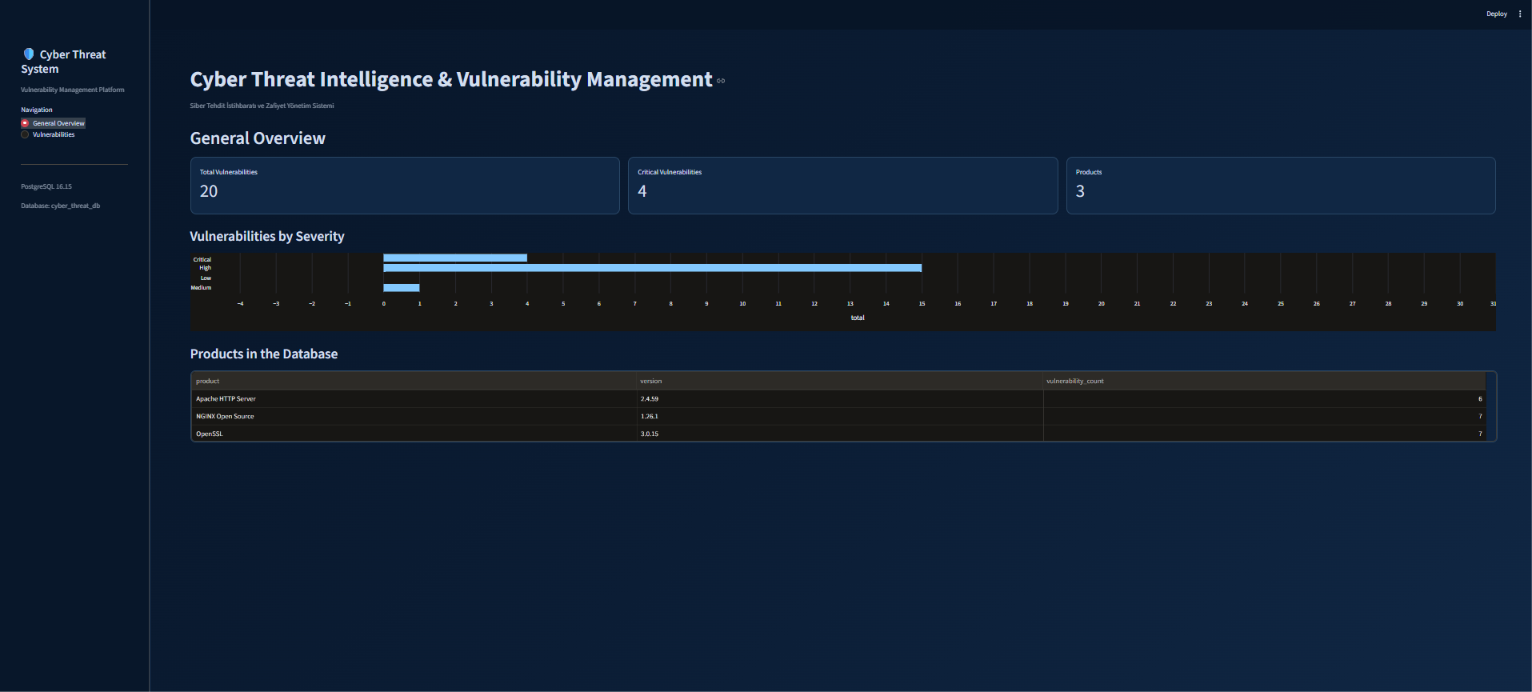 Deploy
Cyber Threat
System
Vulnerability Management Platform
Navigation
General Overview
Vulnerabilities
PostgreSQL 16.15
Database: cyber_threat_db
Cyber Threat Intelligence & Vulnerability Management
Siber Tehdit İstihbaratı ve Zafiyet Yönetim Sistemi
General Overview
Total Vulnerabilities
20
Critical Vulnerabilities
4
Products
3
Vulnerabilities by Severity
Critical
High
Low
Medium
−4 −3 −2 −1 0 1 2 3 4 5 6 7 8 9 10 11 12 13 14 15 16 17 18 19 20 21 22 23 24 25 26 27 28 29 30 31
total
Products in the Database
product version vulnerability_count
Apache HTTP Server 2.4.59 6
NGINX Open Source 1.26.1 7
OpenSSL 3.0.15 7